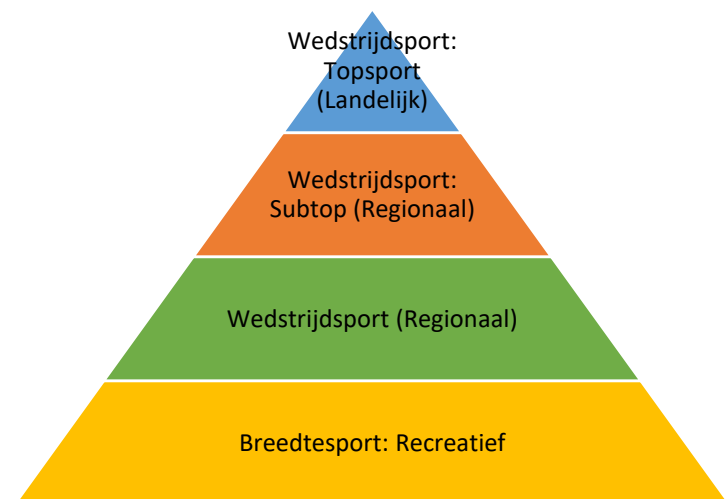 Wedstrijdsport:
Topsport
(Landelijk)
Wedstrijdsport:
Subtop (Regionaal)
Wedstrijdsport (Regionaal)
Breedtesport: Recreatief